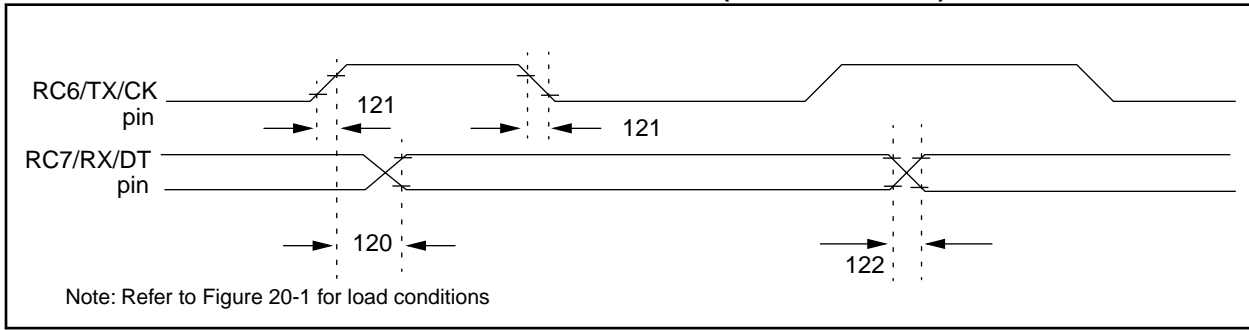 RC6/TX/CK
pin
121
121
RC7/RX/DT
pin
120
122
Note: Refer to Figure 20-1 for load conditions